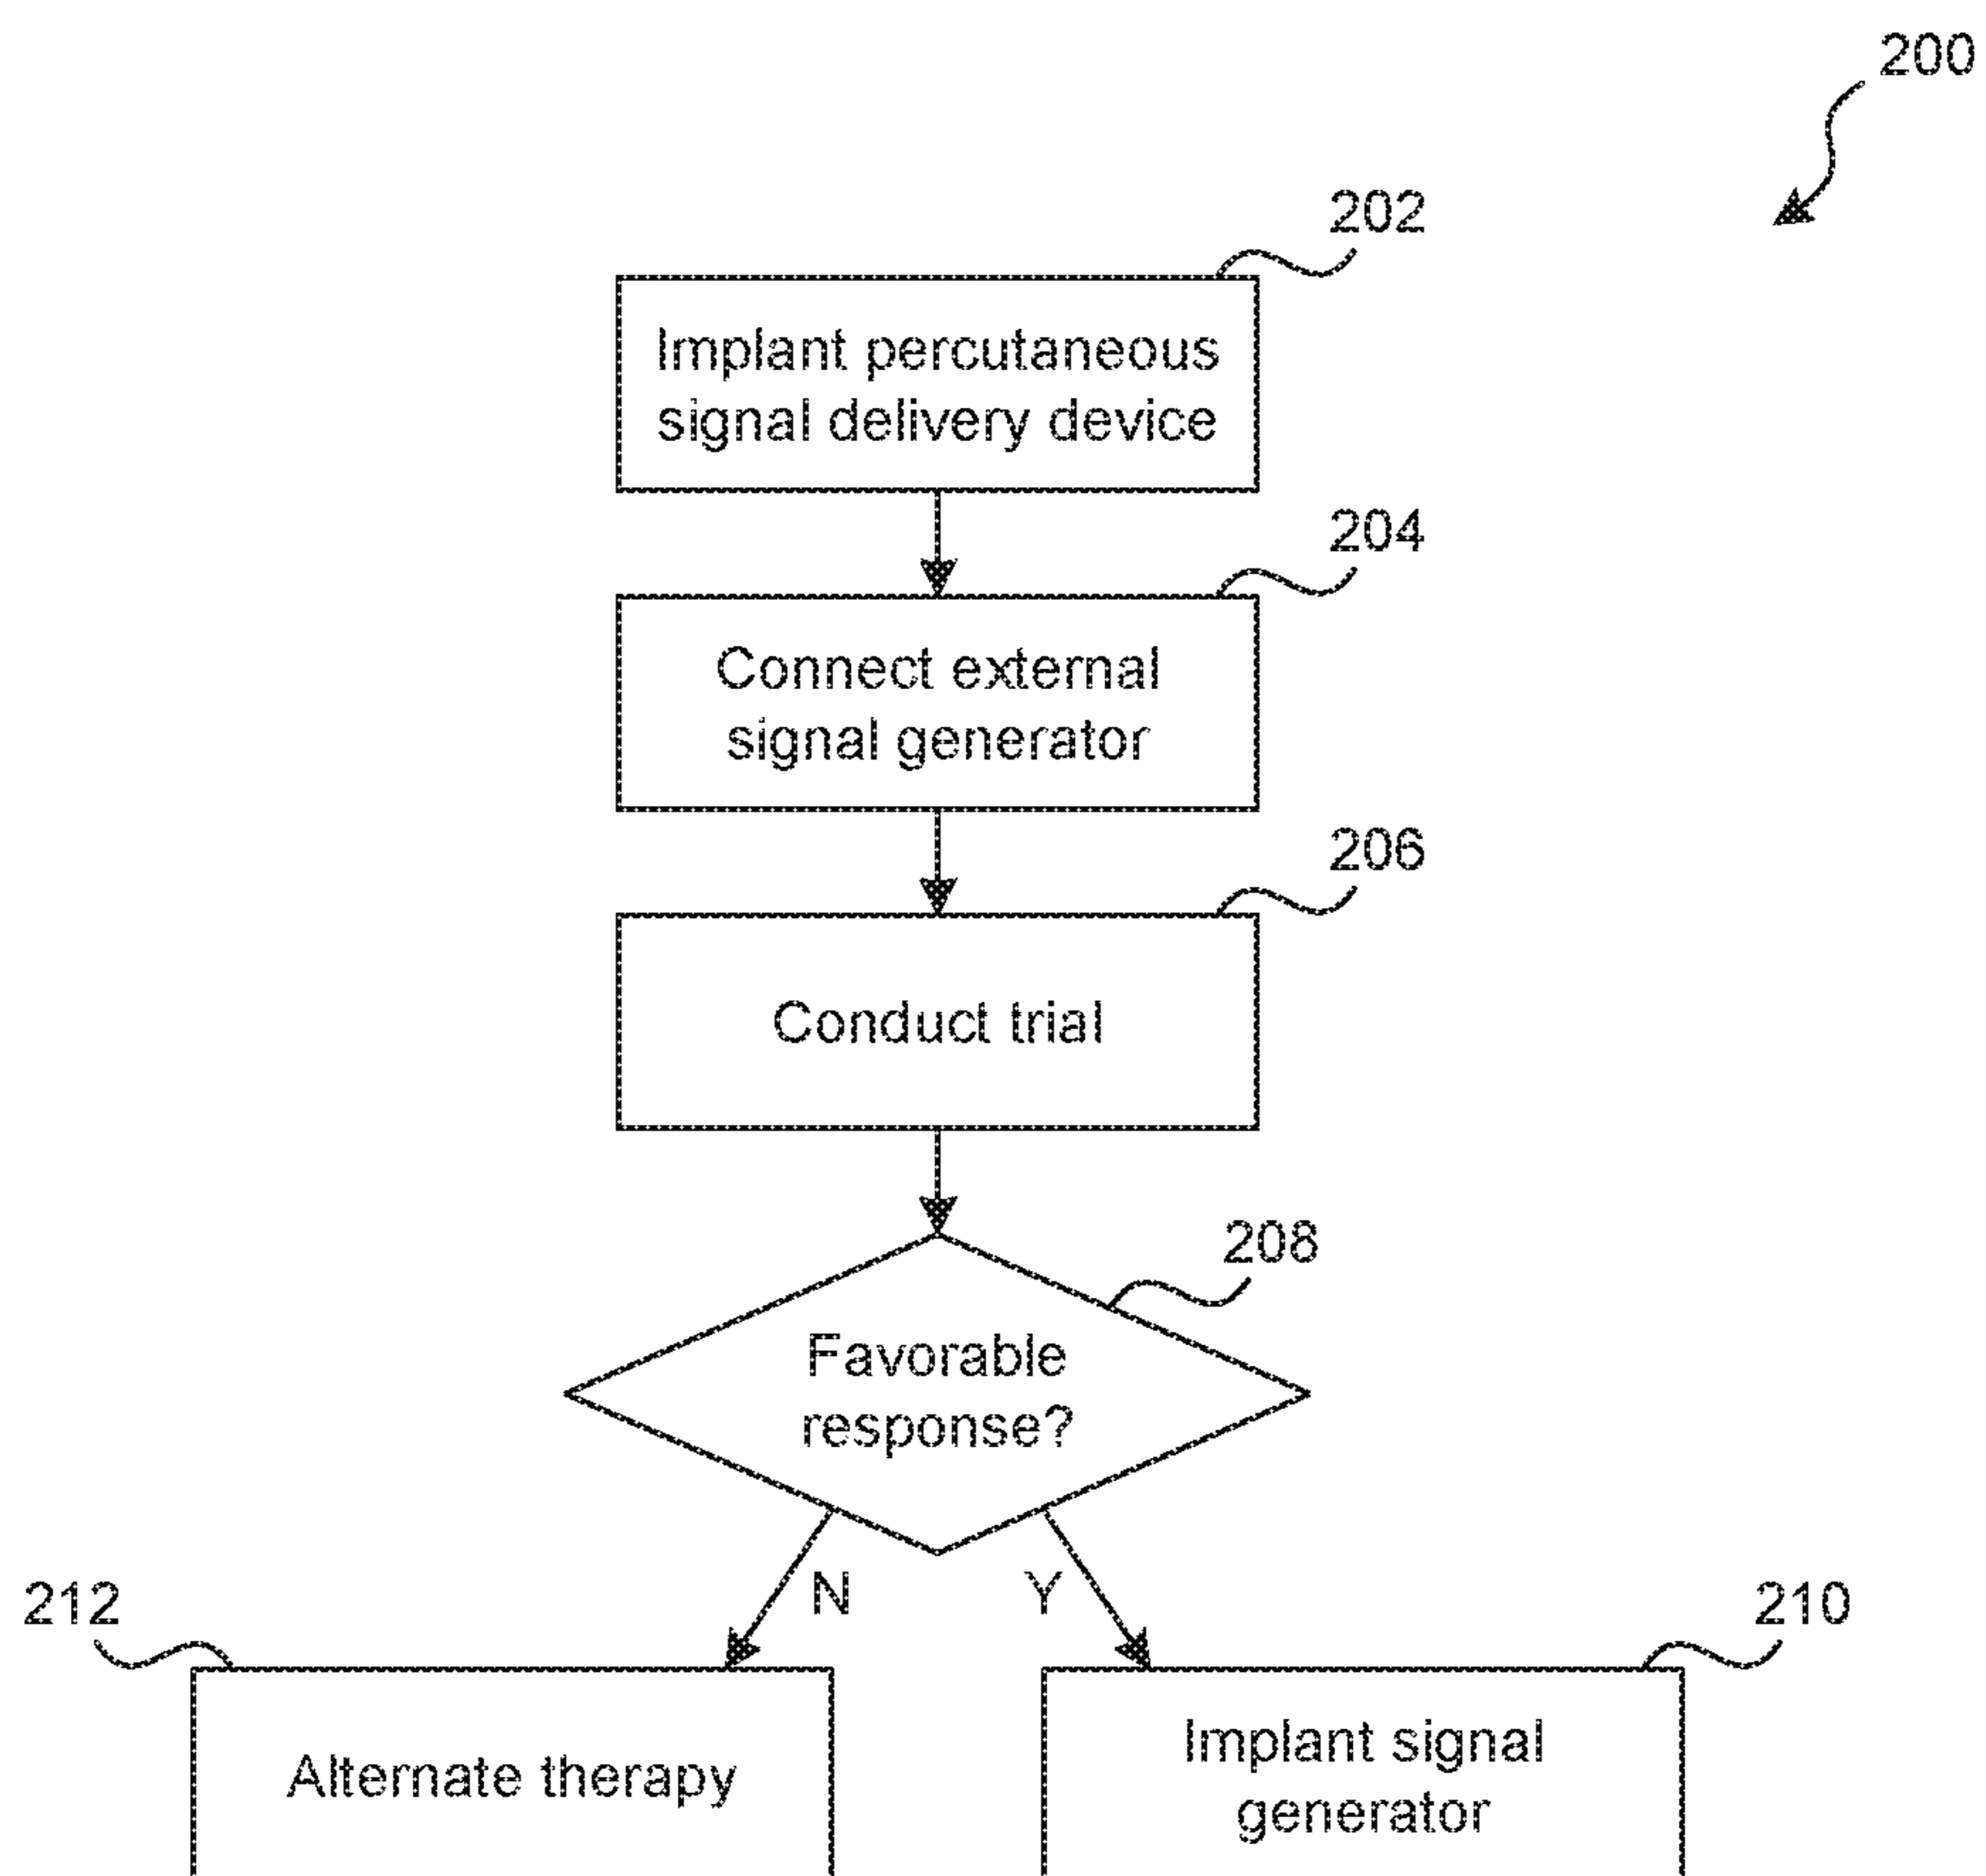 200
202
Implant percutaneous
signal delivery device
204
Connect external
signal generator
206
Conduct trial
208
Favorable
response?
N
Y
212
210
Alternate therapy
Implant signal
generator